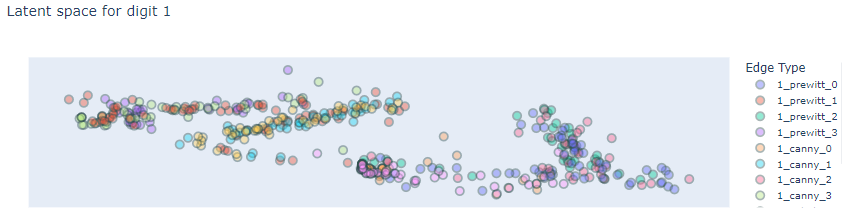 Latent space for digit 1
Edge Type
1_prewitt_0
1_prewitt_1
1_prewitt_2
1_prewitt_3
1_canny_0
1_canny_1
1_canny_2
1_canny_3